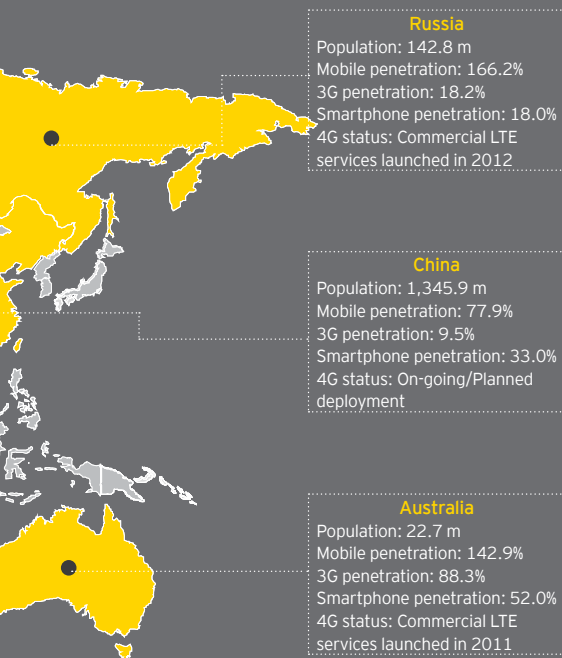 Russia
Population: 142.8 m
Mobile penetration: 166.2%
3G penetration: 18.2%
Smartphone penetration: 18.0%
4G status: Commercial LTE
services launched in 2012
China
Population: 1,345.9 m
Mobile penetration: 77.9%
3G penetration: 9.5%
Smartphone penetration: 33.0%
4G status: On-going/Planned
deployment
Australia
Population: 22.7 m
Mobile penetration: 142.9%
3G penetration: 88.3%
Smartphone penetration: 52.0%
4G status: Commercial LTE
services launched in 2011